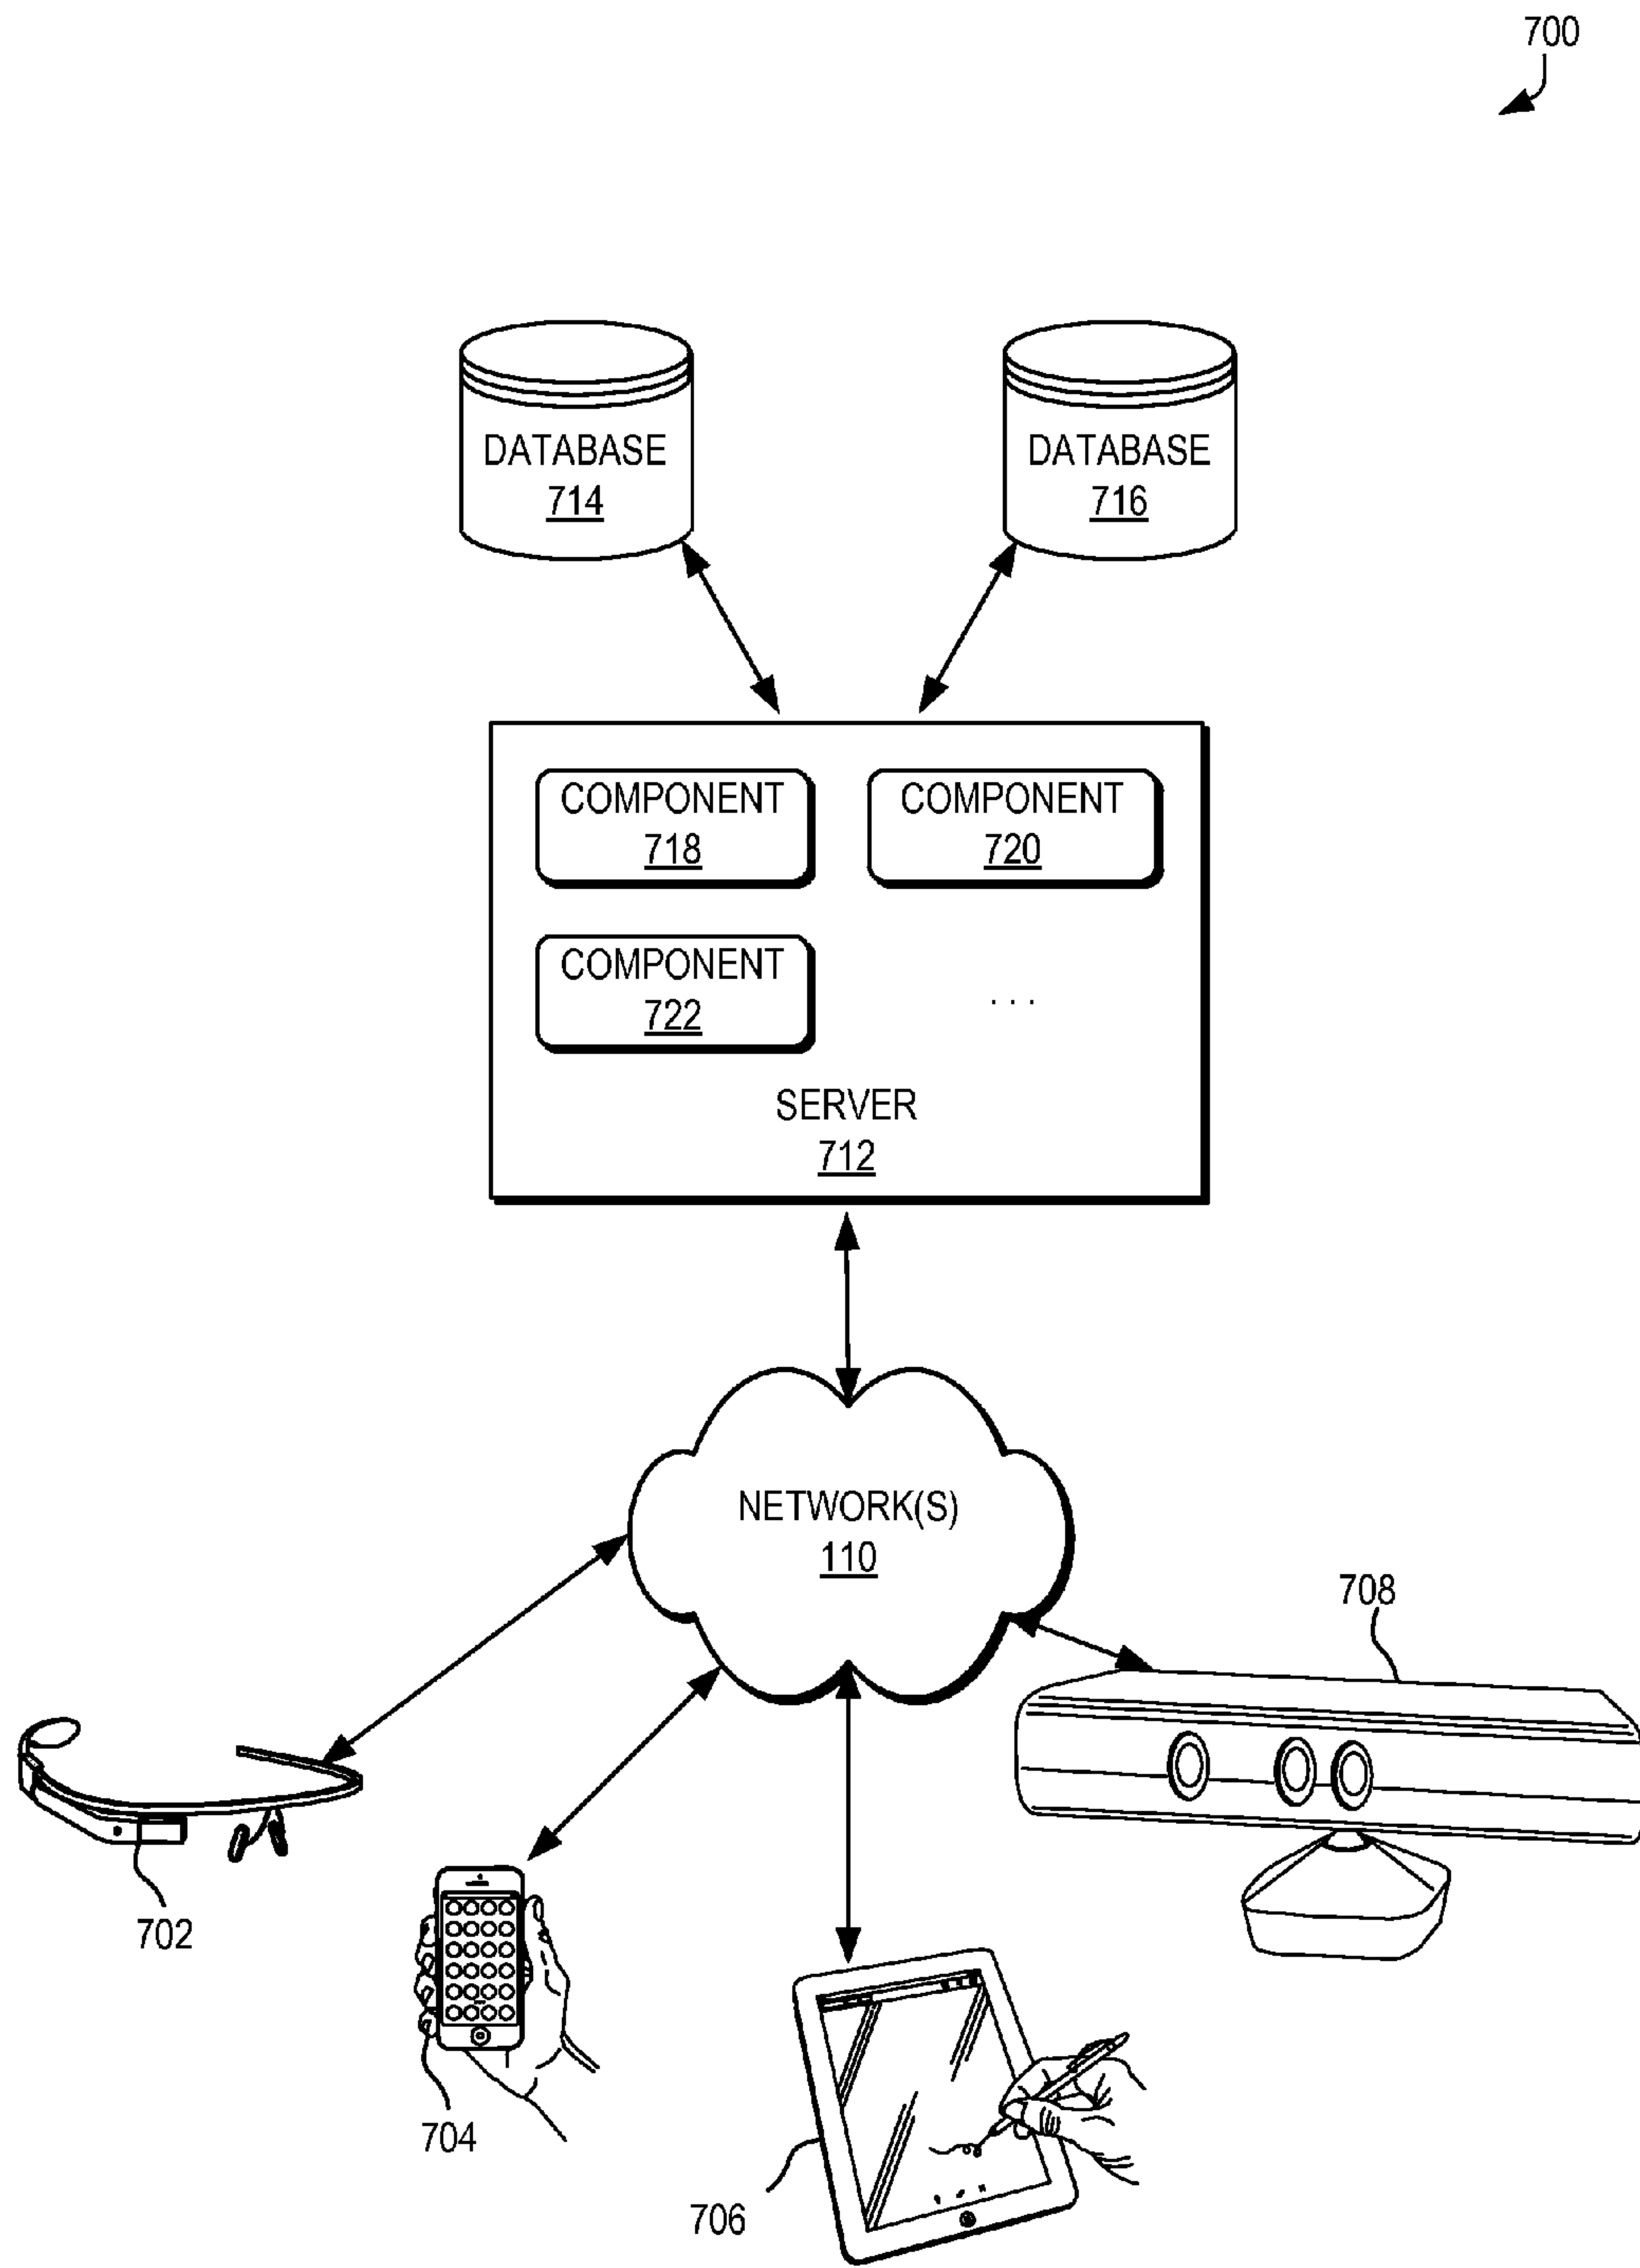 700
DATABASE
714
DATABASE
716
COMPONENT
718
COMPONENT
720
COMPONENT
722
. . .
SERVER
712
NETWORK(S)
110
708
702
704
706